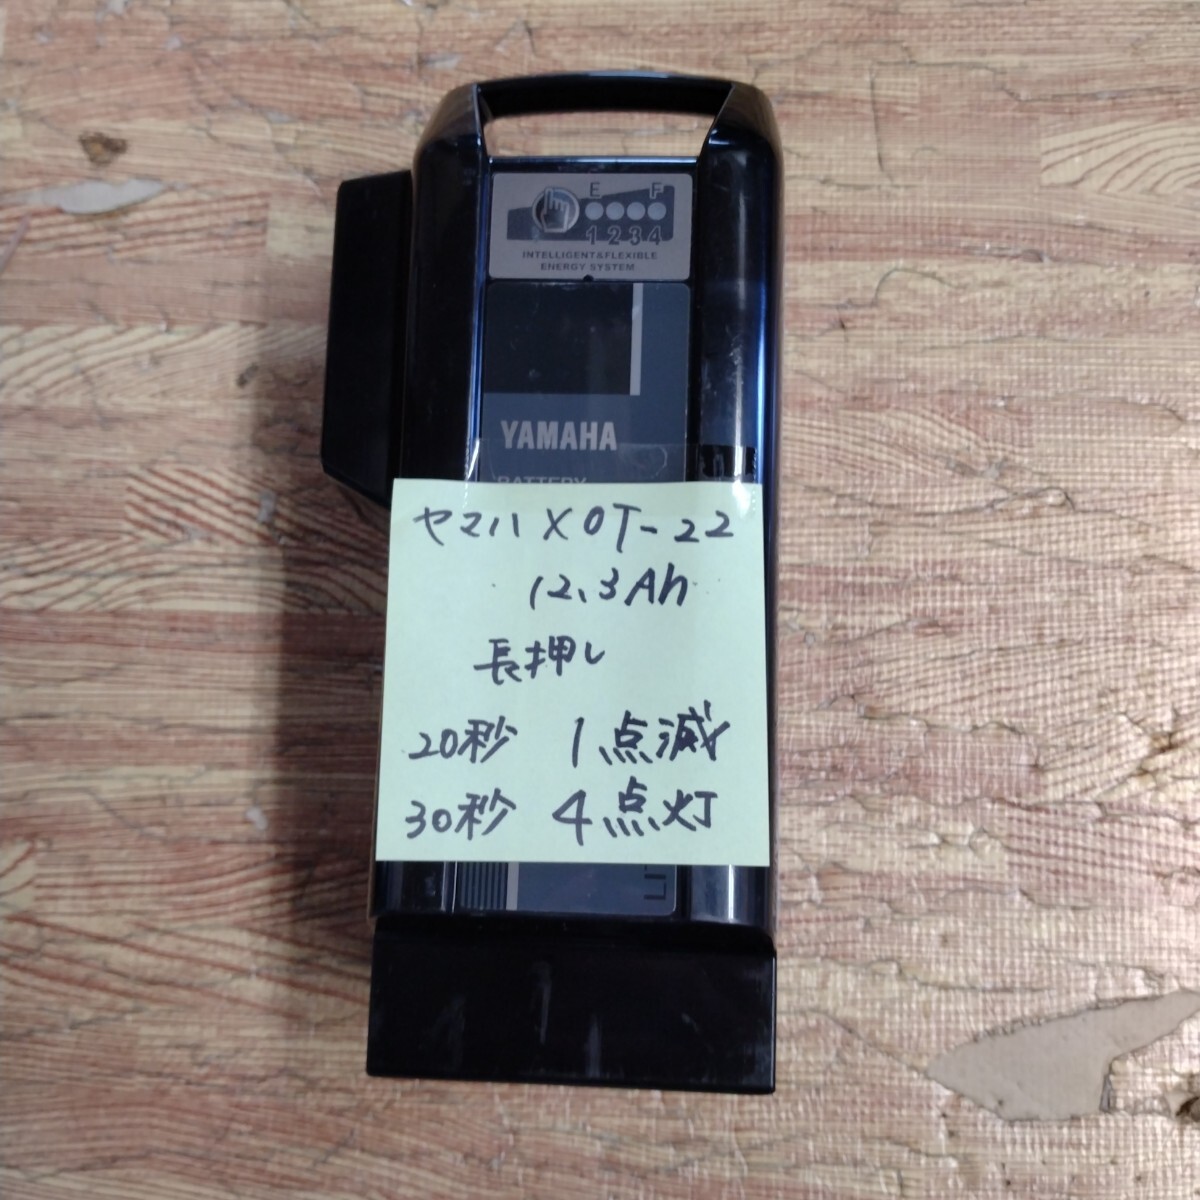 E F
1 2 3 4
INTELLIGENT&FLEXIBLE
ENERGY SYSTEM
YAMAHA
BATTERY
ヤマハ X0T-22
12.3Ah
長押し
20秒 1点滅
30秒 4点灯